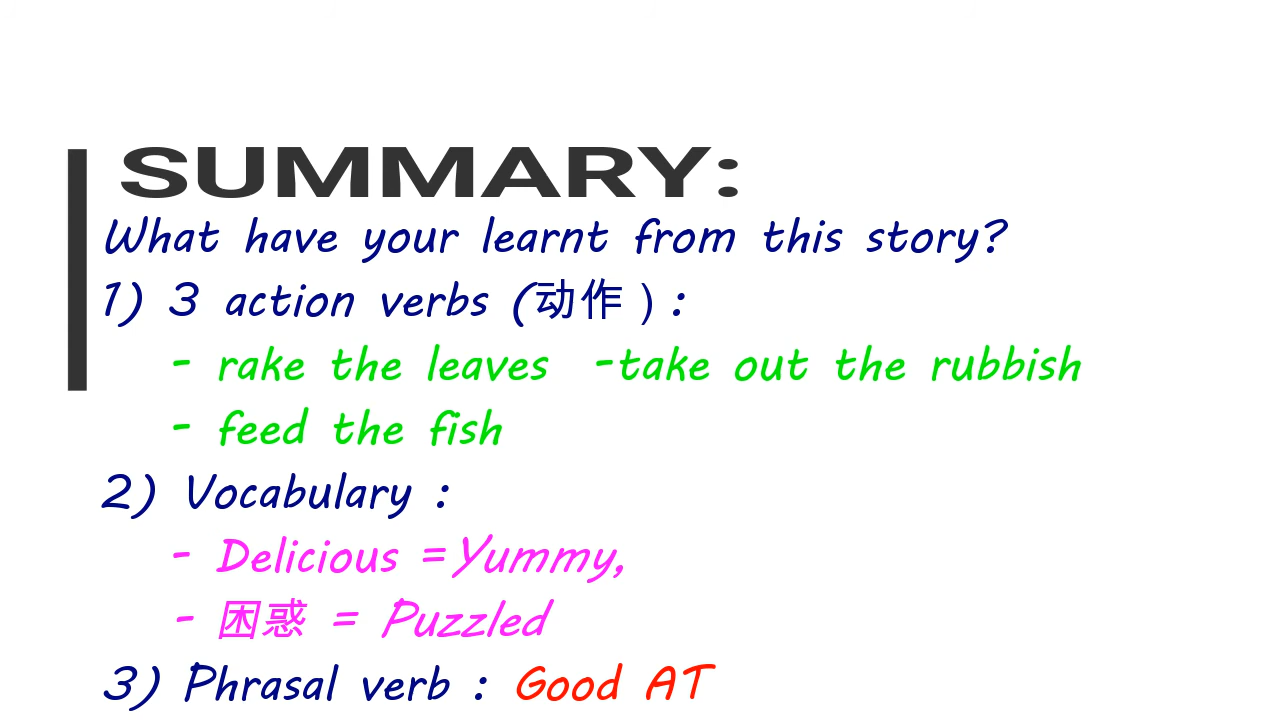 SUMMARY:
What have your learnt from this story?
1) 3 action verbs (动作）:
- rake the leaves -take out the rubbish
- feed the fish
2) Vocabulary :
- Delicious =Yummy,
- 困惑 = Puzzled
3) Phrasal verb : Good AT